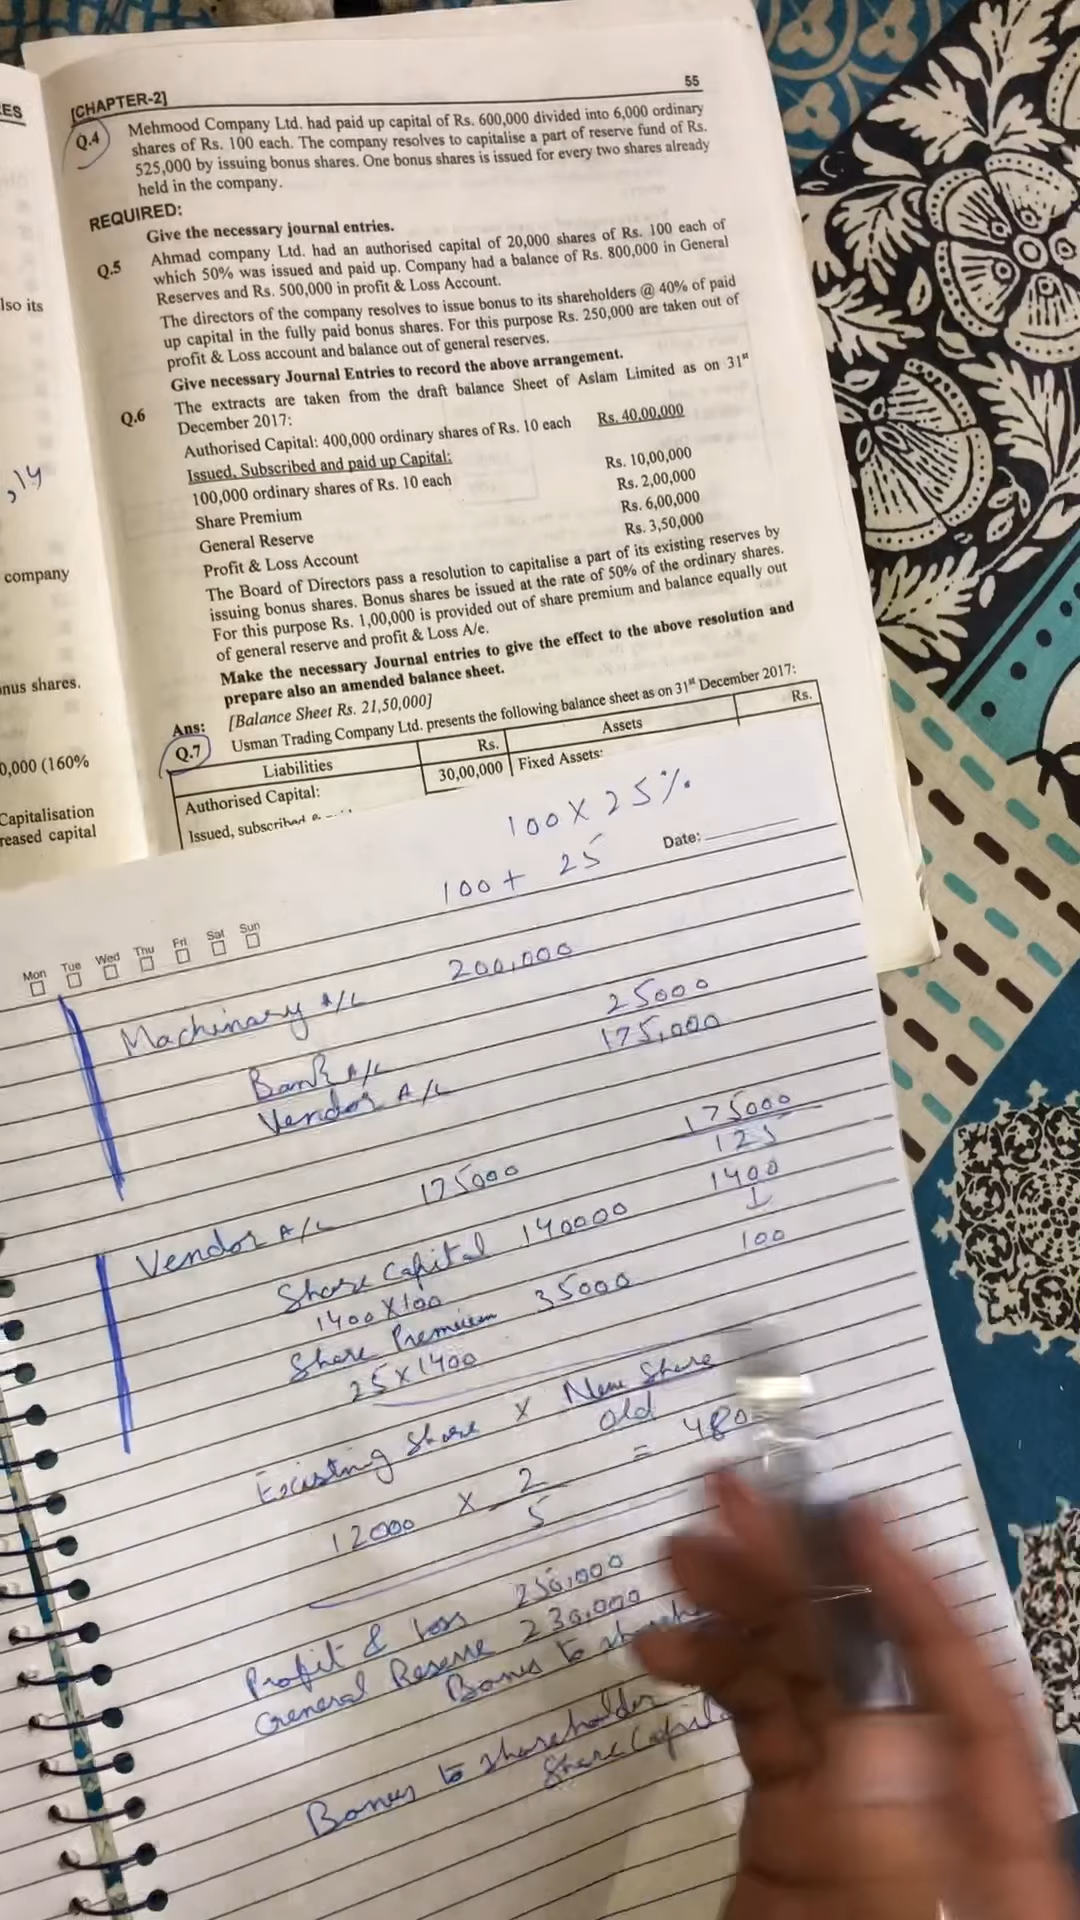 ES
lso its
,14
company
onus shares.
0,000 (160%
Capitalisation
reased capital
[CHAPTER-2]
55
Q.4 Mehmood Company Ltd. had paid up capital of Rs. 600,000 divided into 6,000 ordinary
shares of Rs. 100 each. The company resolves to capitalise a part of reserve fund of Rs.
525,000 by issuing bonus shares. One bonus shares is issued for every two shares already
held in the company.
REQUIRED:
Give the necessary journal entries.
Q.5 Ahmad company Ltd. had an authorised capital of 20,000 shares of Rs. 100 each of
which 50% was issued and paid up. Company had a balance of Rs. 800,000 in General
Reserves and Rs. 500,000 in profit & Loss Account.
The directors of the company resolves to issue bonus to its shareholders @ 40% of paid
up capital in the fully paid bonus shares. For this purpose Rs. 250,000 are taken out of
profit & Loss account and balance out of general reserves.
Give necessary Journal Entries to record the above arrangement.
Q.6 The extracts are taken from the draft balance Sheet of Aslam Limited as on 31st
December 2017:
Authorised Capital: 400,000 ordinary shares of Rs. 10 each Rs. 40,00,000
Issued, Subscribed and paid up Capital:
100,000 ordinary shares of Rs. 10 each Rs. 10,00,000
Share Premium Rs. 2,00,000
General Reserve Rs. 6,00,000
Profit & Loss Account Rs. 3,50,000
The Board of Directors pass a resolution to capitalise a part of its existing reserves by
issuing bonus shares. Bonus shares be issued at the rate of 50% of the ordinary shares.
For this purpose Rs. 1,00,000 is provided out of share premium and balance equally out
of general reserve and profit & Loss A/e.
Make the necessary Journal entries to give the effect to the above resolution and
prepare also an amended balance sheet.
Ans: [Balance Sheet Rs. 21,50,000]
Q.7 Usman Trading Company Ltd. presents the following balance sheet as on 31st December 2017:
Liabilities Rs. Assets Rs.
Authorised Capital: 30,00,000 Fixed Assets:
Issued, subscribed
100 X 25%
100 + 25
Date:
Mon Tue Wed Thu Fri Sat Sun
Machinary A/L 200,000
Bank A/L 25000
Vendor A/L 175,000
175000
125
Vendor A/L 175000
1400
Share Capital 140000
100
1400 X 100
Share Premium 35000
25 X 1400
Existing Share X New Share
old
12000 X 2 = 480
5
Profit & loss 250,000
General Reserve 230,000
Bonus to
Bonus to shareholder
Share